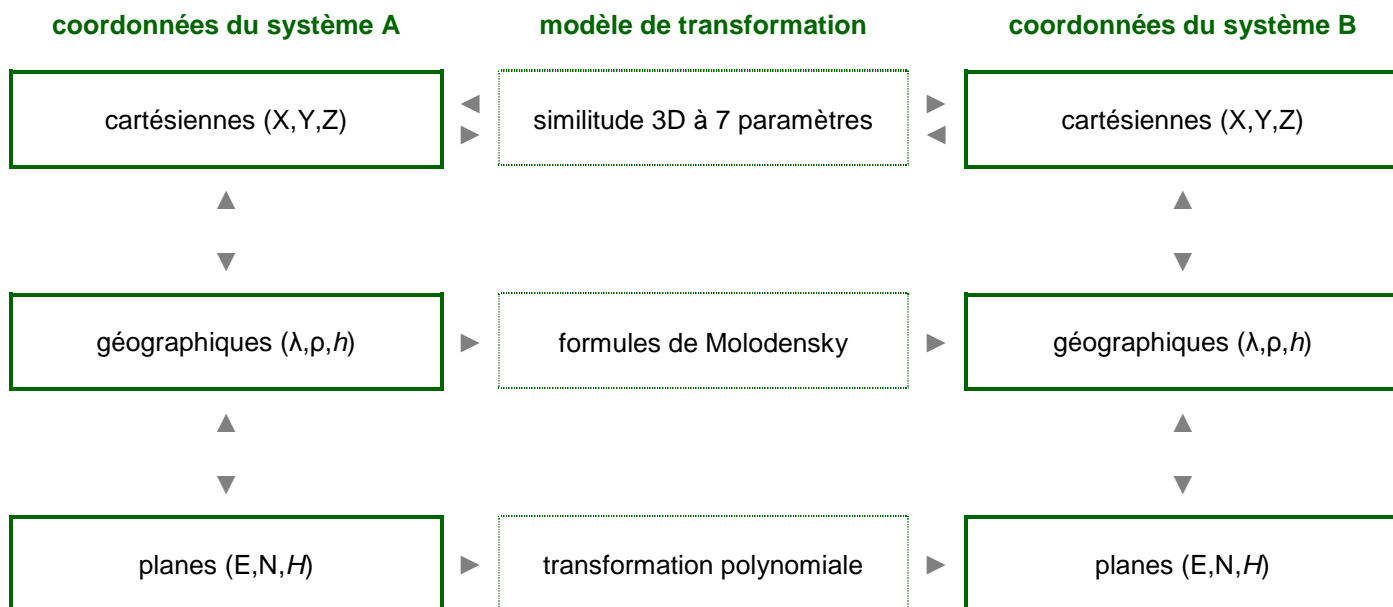 coordonnées du système A
modèle de transformation
coordonnées du système B
cartésiennes (X,Y,Z)
similitude 3D à 7 paramètres
cartésiennes (X,Y,Z)
géographiques (λ,ρ,h)
formules de Molodensky
géographiques (λ,ρ,h)
planes (E,N,H)
transformation polynomiale
planes (E,N,H)